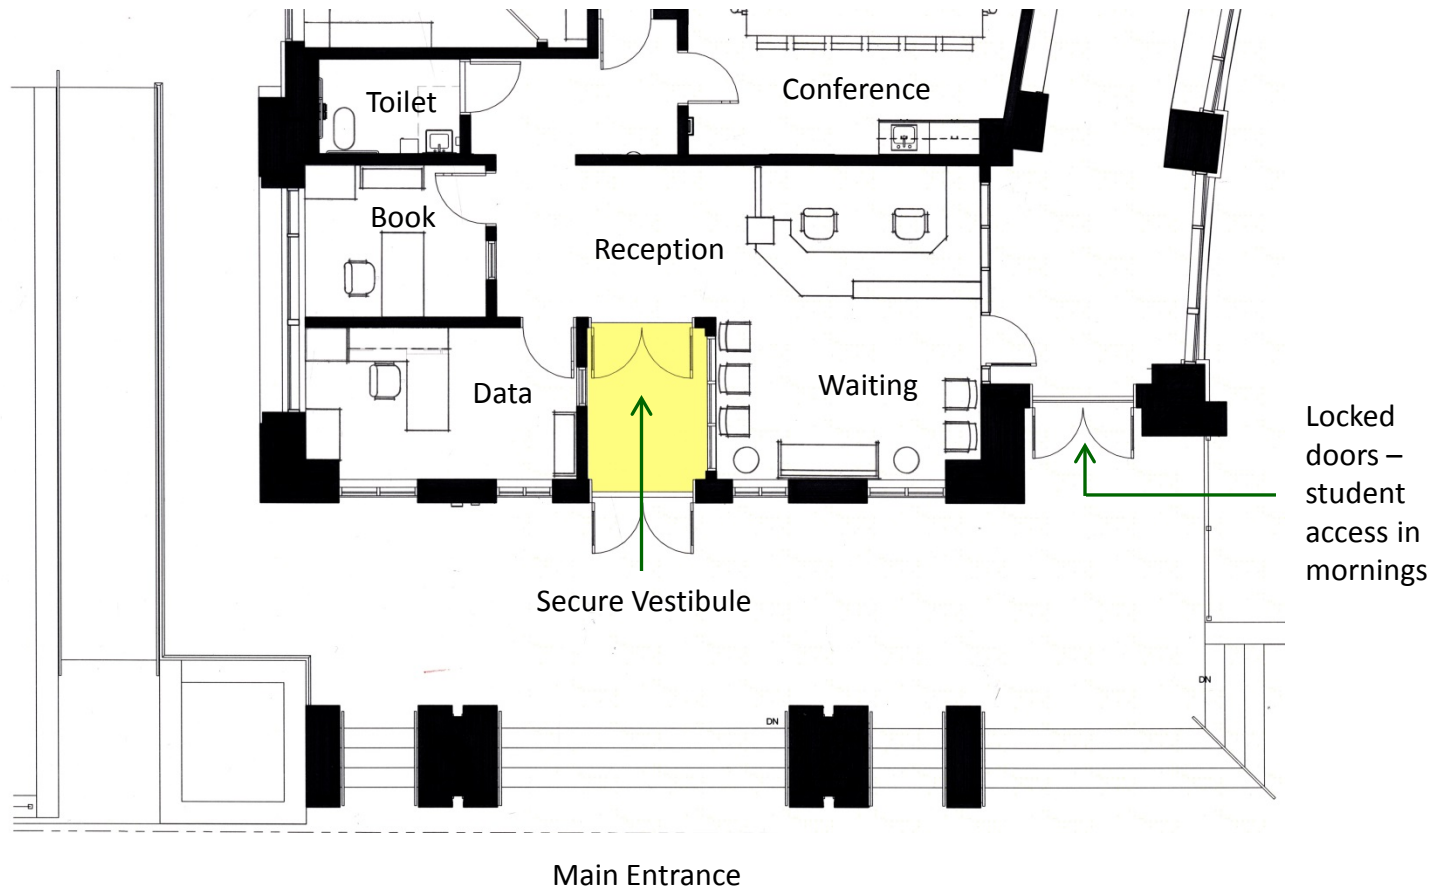 Toilet
Conference
Book
Reception
Data
Waiting
Locked
doors –
student
access in
mornings
Secure Vestibule
DN
DN
Main Entrance